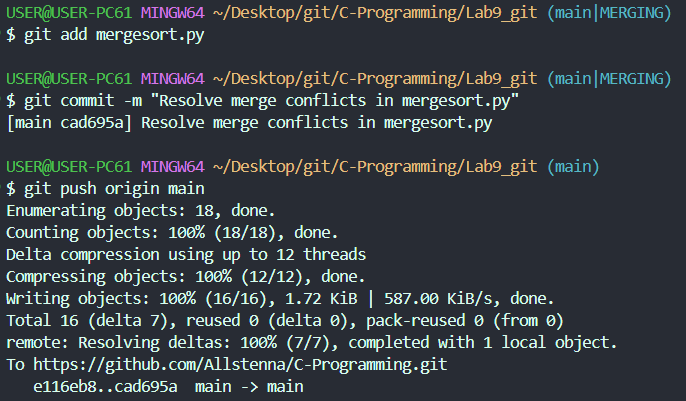 USER@USER-PC61 MINGW64 ~/Desktop/git/C-Programming/Lab9_git (main|MERGING)
$ git add mergesort.py
USER@USER-PC61 MINGW64 ~/Desktop/git/C-Programming/Lab9_git (main|MERGING)
$ git commit -m "Resolve merge conflicts in mergesort.py"
[main cad695a] Resolve merge conflicts in mergesort.py
USER@USER-PC61 MINGW64 ~/Desktop/git/C-Programming/Lab9_git (main)
$ git push origin main
Enumerating objects: 18, done.
Counting objects: 100% (18/18), done.
Delta compression using up to 12 threads
Compressing objects: 100% (12/12), done.
Writing objects: 100% (16/16), 1.72 KiB | 587.00 KiB/s, done.
Total 16 (delta 7), reused 0 (delta 0), pack-reused 0 (from 0)
remote: Resolving deltas: 100% (7/7), completed with 1 local object.
To https://github.com/Allstenna/C-Programming.git
   e116eb8..cad695a  main -> main